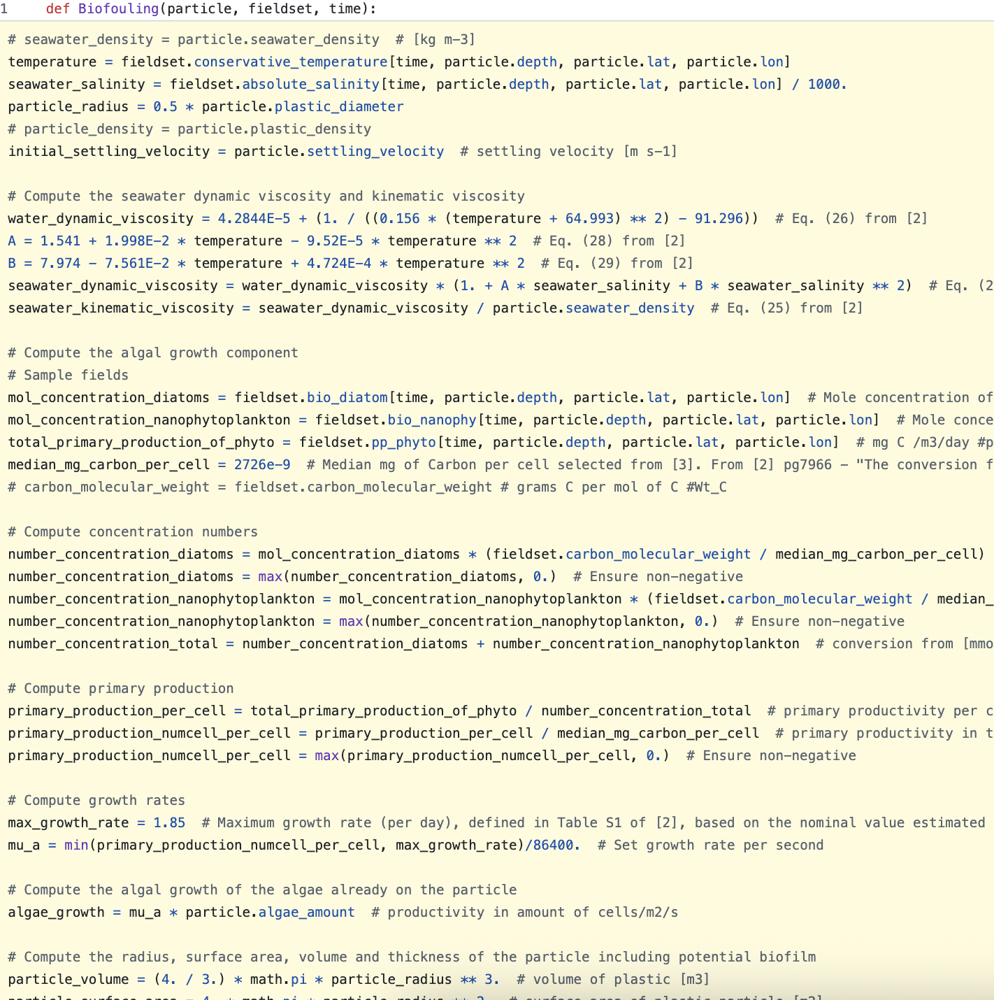 1 def Biofouling(particle, fieldset, time):
# seawater_density = particle.seawater_density # [kg m-3]
temperature = fieldset.conservative_temperature[time, particle.depth, particle.lat, particle.lon]
seawater_salinity = fieldset.absolute_salinity[time, particle.depth, particle.lat, particle.lon] / 1000.
particle_radius = 0.5 * particle.plastic_diameter
# particle_density = particle.plastic_density
initial_settling_velocity = particle.settling_velocity # settling velocity [m s-1]
# Compute the seawater dynamic viscosity and kinematic viscosity
water_dynamic_viscosity = 4.2844E-5 + (1. / ((0.156 * (temperature + 64.993) ** 2) - 91.296)) # Eq. (26) from [2]
A = 1.541 + 1.998E-2 * temperature - 9.52E-5 * temperature ** 2 # Eq. (28) from [2]
B = 7.974 - 7.561E-2 * temperature + 4.724E-4 * temperature ** 2 # Eq. (29) from [2]
seawater_dynamic_viscosity = water_dynamic_viscosity * (1. + A * seawater_salinity + B * seawater_salinity ** 2) # Eq. (2
seawater_kinematic_viscosity = seawater_dynamic_viscosity / particle.seawater_density # Eq. (25) from [2]
# Compute the algal growth component
# Sample fields
mol_concentration_diatoms = fieldset.bio_diatom[time, particle.depth, particle.lat, particle.lon] # Mole concentration of
mol_concentration_nanophytoplankton = fieldset.bio_nanophy[time, particle.depth, particle.lat, particle.lon] # Mole conce
total_primary_production_of_phyto = fieldset.pp_phyto[time, particle.depth, particle.lat, particle.lon] # mg C /m3/day #p
median_mg_carbon_per_cell = 2726e-9 # Median mg of Carbon per cell selected from [3]. From [2] pg7966 - "The conversion f
# carbon_molecular_weight = fieldset.carbon_molecular_weight # grams C per mol of C #Wt_C
# Compute concentration numbers
number_concentration_diatoms = mol_concentration_diatoms * (fieldset.carbon_molecular_weight / median_mg_carbon_per_cell)
number_concentration_diatoms = max(number_concentration_diatoms, 0.) # Ensure non-negative
number_concentration_nanophytoplankton = mol_concentration_nanophytoplankton * (fieldset.carbon_molecular_weight / median_
number_concentration_nanophytoplankton = max(number_concentration_nanophytoplankton, 0.) # Ensure non-negative
number_concentration_total = number_concentration_diatoms + number_concentration_nanophytoplankton # conversion from [mmo
# Compute primary production
primary_production_per_cell = total_primary_production_of_phyto / number_concentration_total # primary productivity per c
primary_production_numcell_per_cell = primary_production_per_cell / median_mg_carbon_per_cell # primary productivity in t
primary_production_numcell_per_cell = max(primary_production_numcell_per_cell, 0.) # Ensure non-negative
# Compute growth rates
max_growth_rate = 1.85 # Maximum growth rate (per day), defined in Table S1 of [2], based on the nominal value estimated
mu_a = min(primary_production_numcell_per_cell, max_growth_rate)/86400. # Set growth rate per second
# Compute the algal growth of the algae already on the particle
algae_growth = mu_a * particle.algae_amount # productivity in amount of cells/m2/s
# Compute the radius, surface area, volume and thickness of the particle including potential biofilm
particle_volume = (4. / 3.) * math.pi * particle_radius ** 3. # volume of plastic [m3]